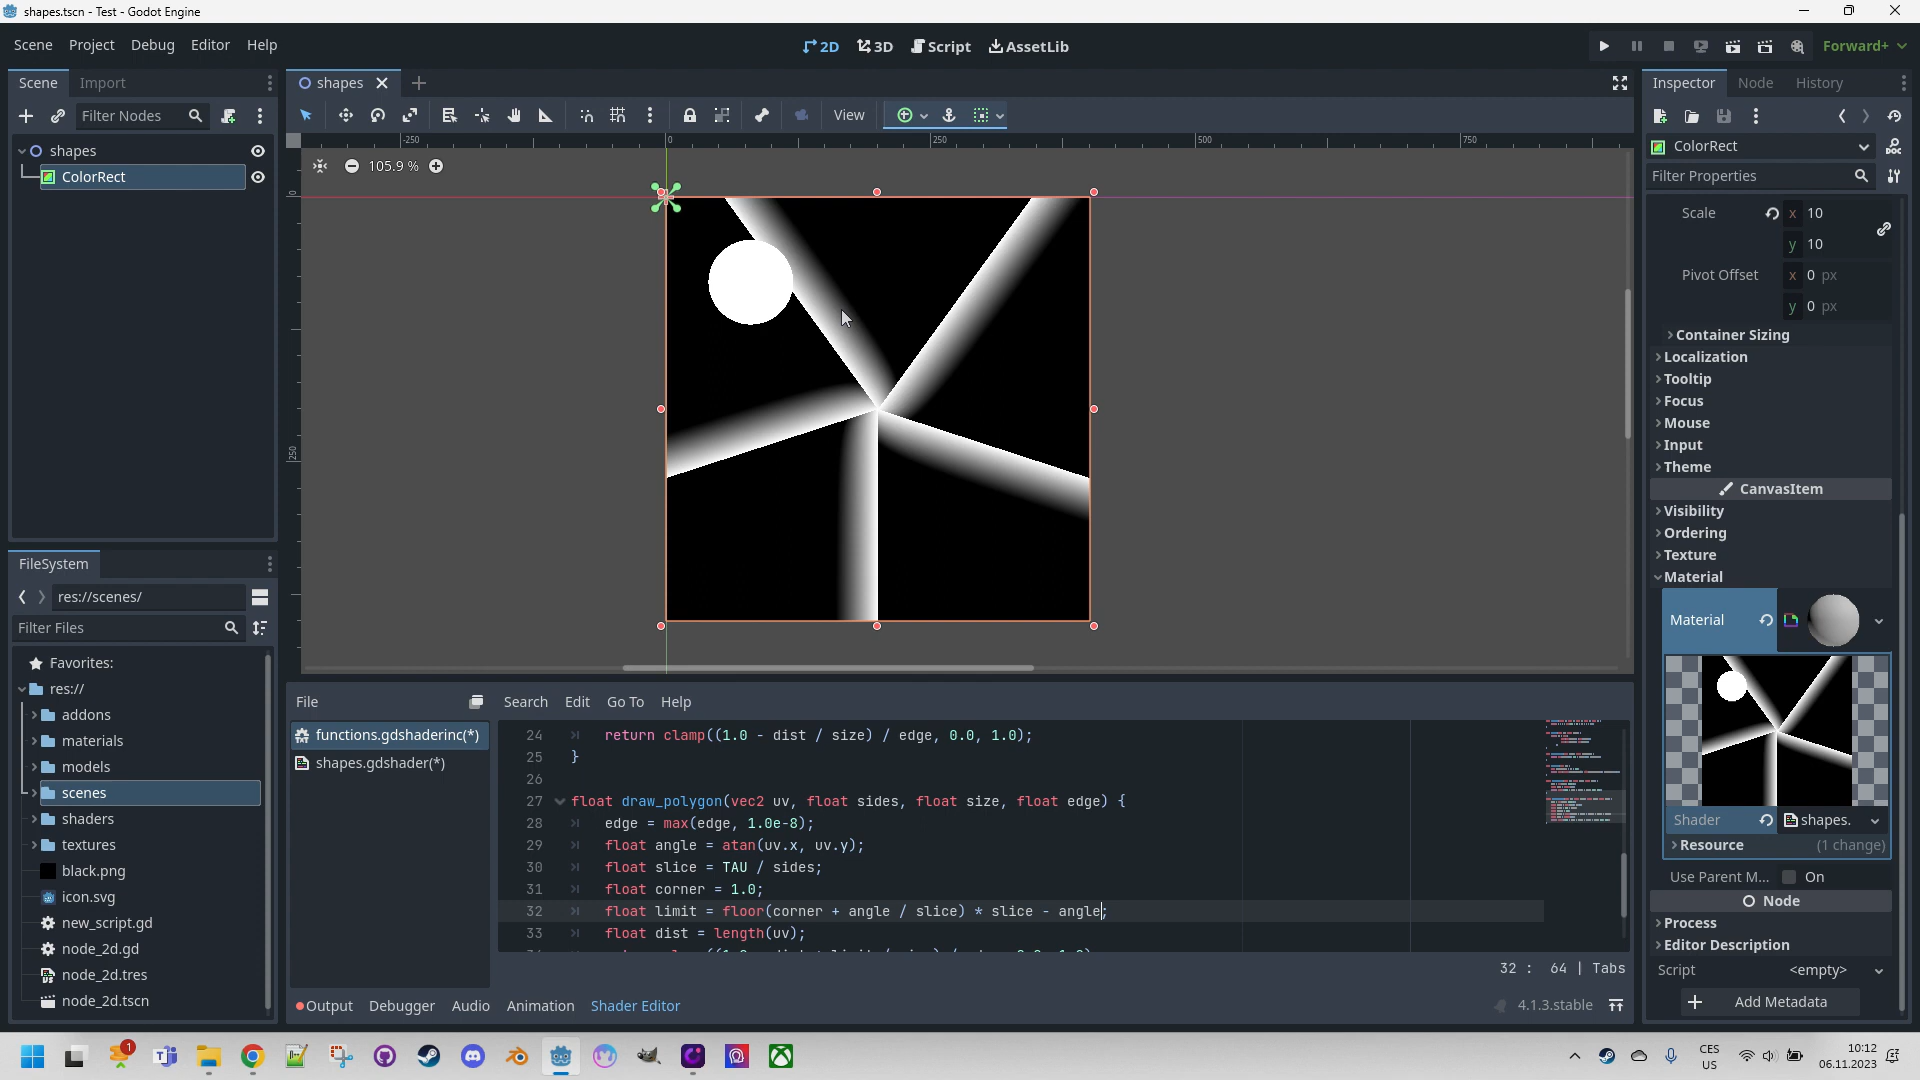 shapes.tscn - Test - Godot Engine
Scene Project Debug Editor Help
2D 3D Script AssetLib
Forward+
Scene Import
shapes
Inspector Node History
Filter Nodes
View
shapes
ColorRect
-250 0 250 500 750
0
250
105.9 %
ColorRect
Filter Properties
Scale x 10
y 10
Pivot Offset x 0 px
y 0 px
Container Sizing
Localization
Tooltip
Focus
Mouse
Input
Theme
CanvasItem
Visibility
Ordering
Texture
Material
Material
Shader shapes.
Resource (1 change)
Use Parent M... On
Node
Process
Editor Description
Script <empty>
Add Metadata
FileSystem
res://scenes/
Filter Files
Favorites:
res://
addons
materials
models
scenes
shaders
textures
black.png
icon.svg
new_script.gd
node_2d.gd
node_2d.tres
node_2d.tscn
File Search Edit Go To Help
functions.gdshaderinc(*)
shapes.gdshader(*)
24 return clamp((1.0 - dist / size) / edge, 0.0, 1.0);
25 }
26
27 float draw_polygon(vec2 uv, float sides, float size, float edge) {
28 edge = max(edge, 1.0e-8);
29 float angle = atan(uv.x, uv.y);
30 float slice = TAU / sides;
31 float corner = 1.0;
32 float limit = floor(corner + angle / slice) * slice - angle;
33 float dist = length(uv);
32 : 64 | Tabs
Output Debugger Audio Animation Shader Editor
4.1.3.stable
1
CES
US
10:12
06.11.2023